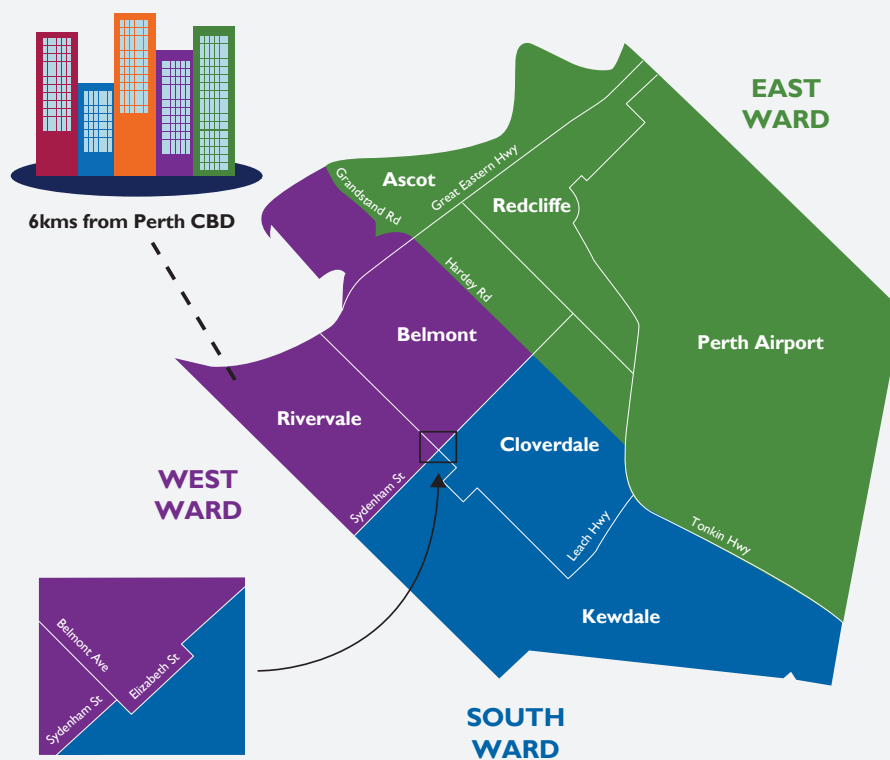 6kms from Perth CBD
EAST
WARD
Ascot
Great Eastern Hwy
Grandstand Rd
Redcliffe
Hardey Rd
Belmont
Perth Airport
Rivervale
Cloverdale
WEST
WARD
Sydenham St
Leach Hwy
Tonkin Hwy
Kewdale
Belmont Ave
Elizabeth St
Sydenham St
SOUTH
WARD